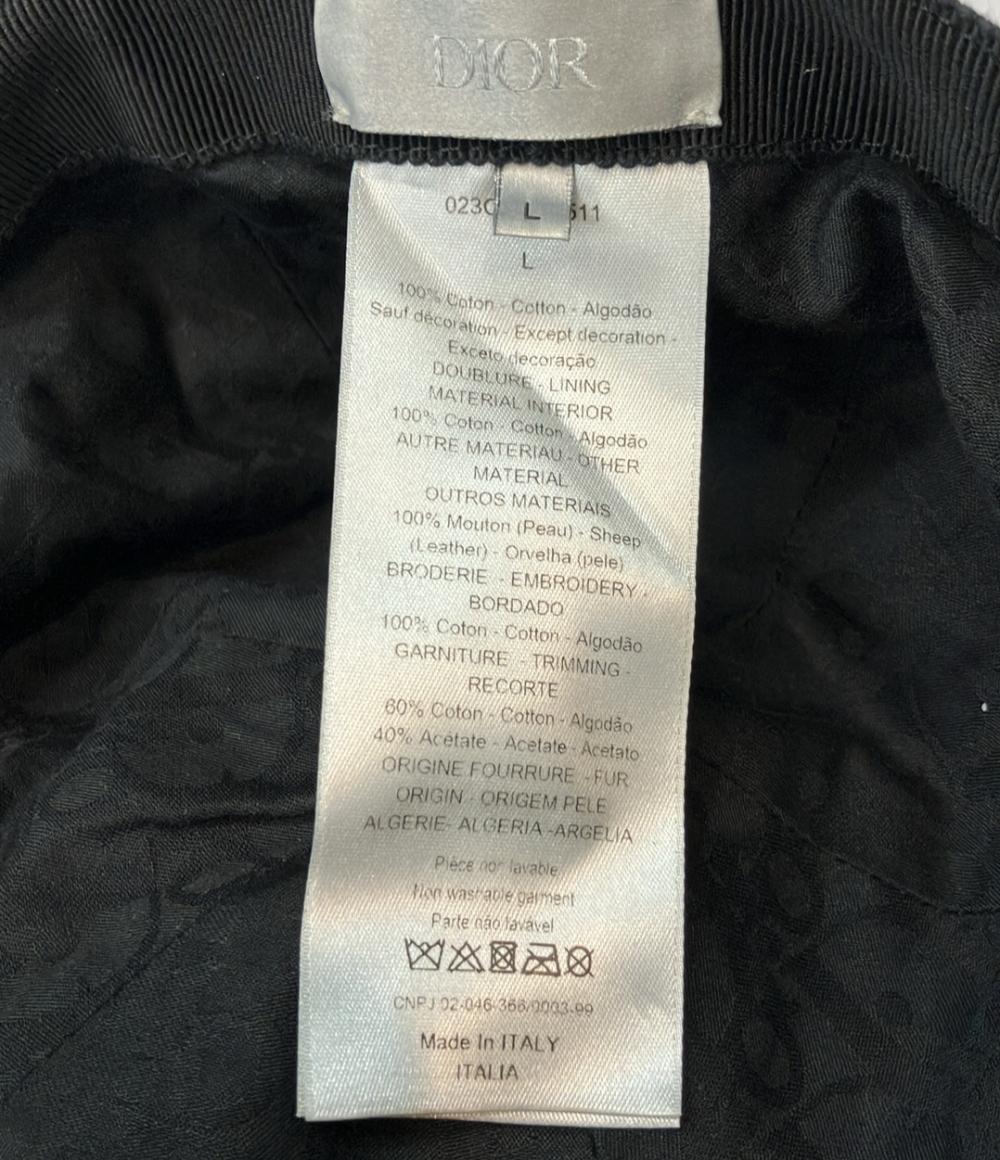 DIOR
023C L 511
L
100% Coton - Cotton - Algodão
Sauf décoration - Except decoration -
Exceto decoração
DOUBLURE - LINING
MATERIAL INTERIOR
100% Coton - Cotton - Algodão
AUTRE MATERIAU - OTHER
MATERIAL
OUTROS MATERIAIS
100% Mouton (Peau) - Sheep
(Leather) - Orvelha (pele)
BRODERIE - EMBROIDERY -
BORDADO
100% Coton - Cotton - Algodão
GARNITURE - TRIMMING -
RECORTE
60% Coton - Cotton - Algodão
40% Acétate - Acetate - Acetato
ORIGINE FOURRURE - FUR
ORIGIN - ORIGEM PELE
ALGERIE- ALGERIA -ARGELIA
Pièce non lavable
Non washable garment
Parte não lavável
CNPJ 02-046-366/0003-99
Made In ITALY
ITALIA